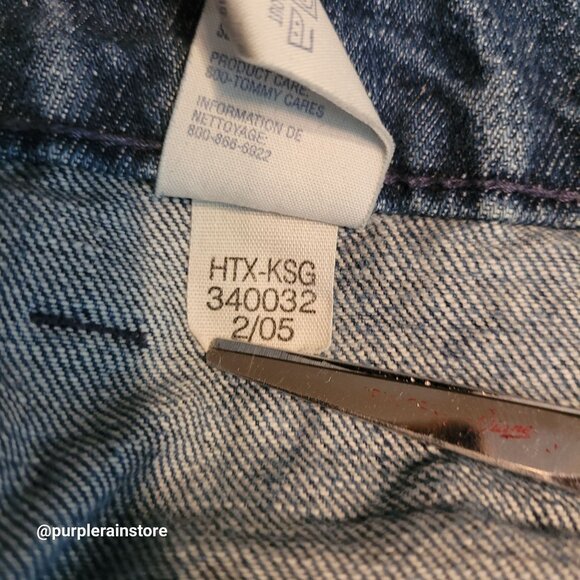 PRODUCT CARE
800-TOMMY CARES
INFORMATION DE
NETTOYAGE:
800-866-6922
HTX-KSG
340032
2/05
@purplerainstore